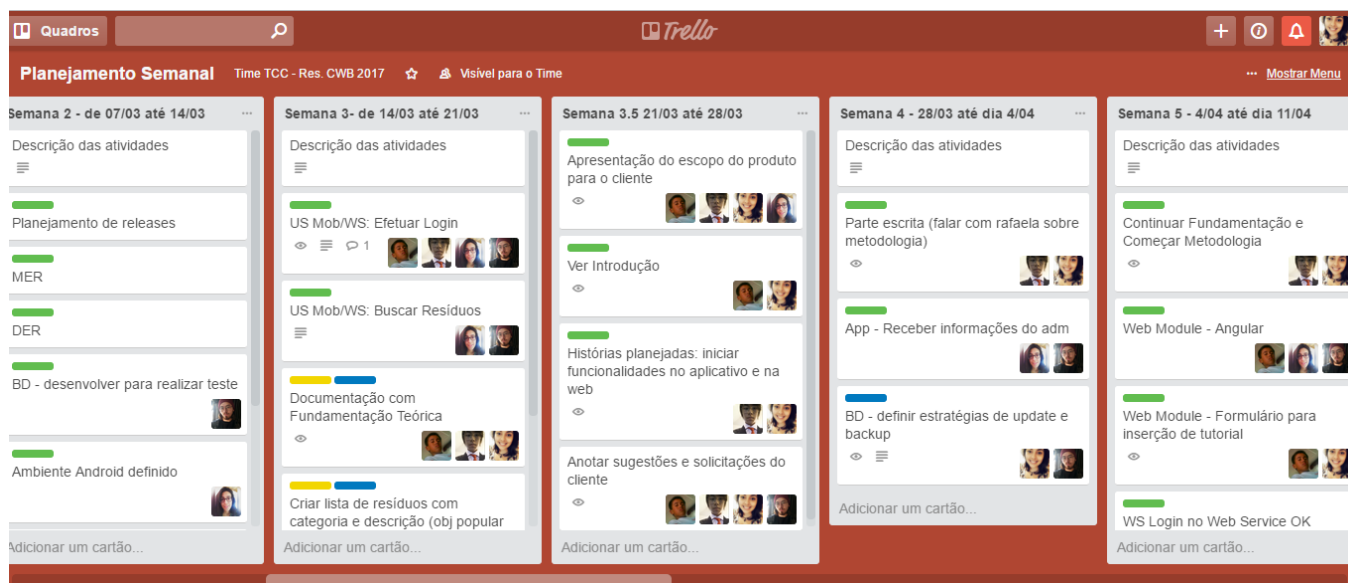 Quadros
Trello
Planejamento Semanal
Time TCC - Res. CWB 2017
Visível para o Time
Mostrar Menu
Semana 2 - de 07/03 até 14/03
Descrição das atividades
Planejamento de releases
MER
DER
BD - desenvolver para realizar teste
Ambiente Android definido
Adicionar um cartão...
Semana 3- de 14/03 até 21/03
Descrição das atividades
US Mob/WS: Efetuar Login
1
US Mob/WS: Buscar Resíduos
Documentação com
Fundamentação Teórica
Criar lista de resíduos com
categoria e descrição (obj popular
Adicionar um cartão...
Semana 3.5 21/03 até 28/03
Apresentação do escopo do produto
para o cliente
Ver Introdução
Histórias planejadas: iniciar
funcionalidades no aplicativo e na
web
Anotar sugestões e solicitações do
cliente
Adicionar um cartão...
Semana 4 - 28/03 até dia 4/04
Descrição das atividades
Parte escrita (falar com rafaela sobre
metodologia)
App - Receber informações do adm
BD - definir estratégias de update e
backup
Adicionar um cartão...
Semana 5 - 4/04 até dia 11/04
Descrição das atividades
Continuar Fundamentação e
Começar Metodologia
Web Module - Angular
Web Module - Formulário para
inserção de tutorial
WS Login no Web Service OK
Adicionar um cartão...